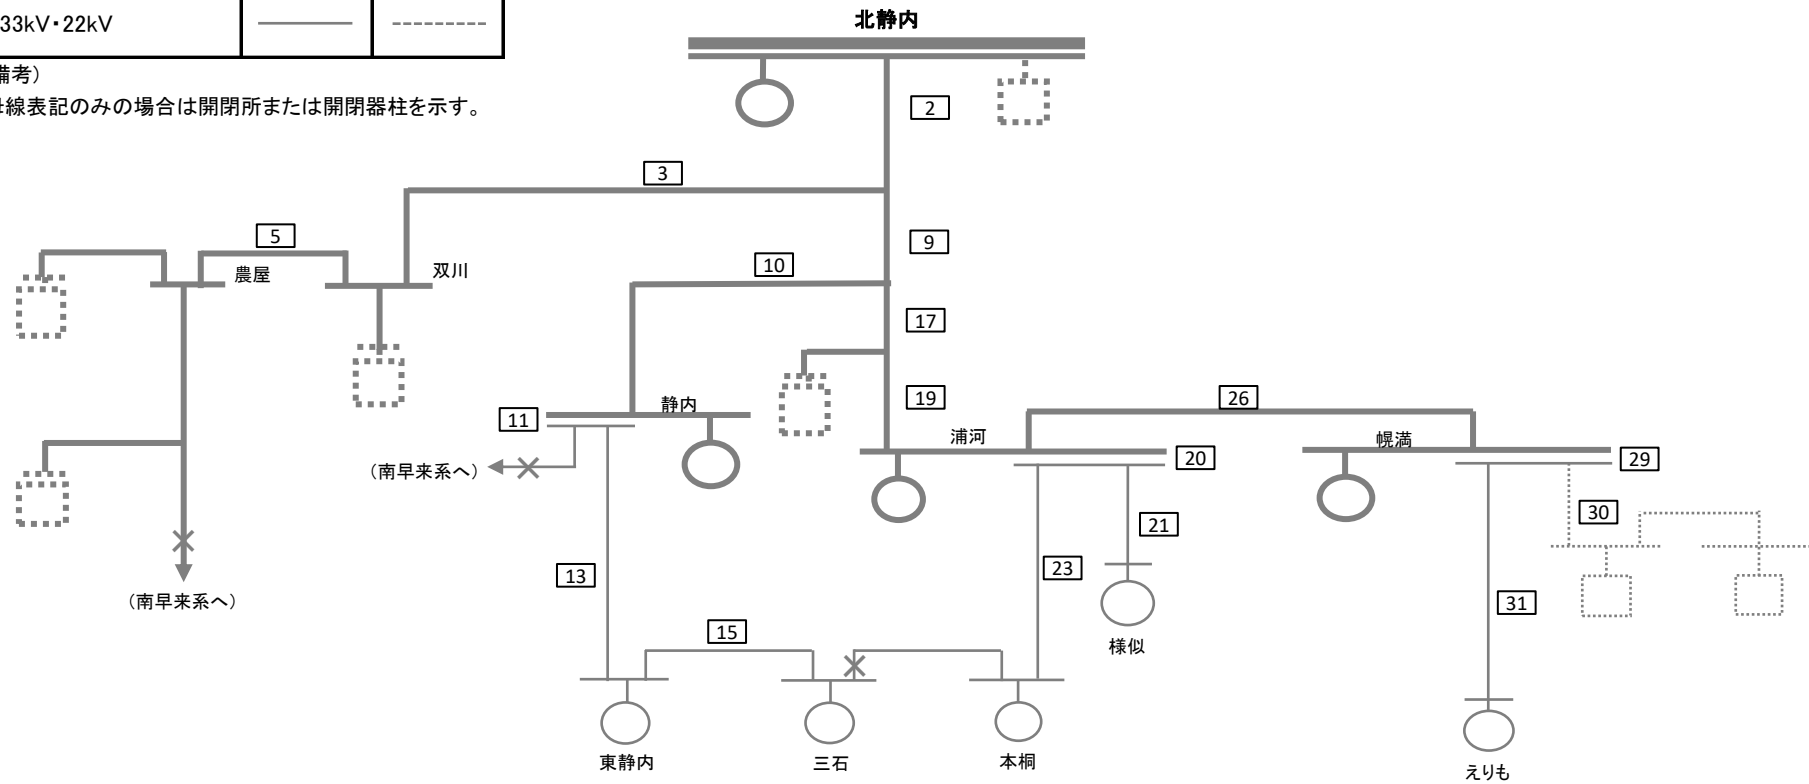 33kV・22kV
備考）
線表記のみの場合は開閉所または開閉器柱を示す。
北静内
2
3
5
9
農屋
双川
10
17
静内
19
11
26
浦河
幌満
（南早来系へ）
20
29
21
30
13
23
（南早来系へ）
31
15
様似
東静内
三石
本桐
えりも